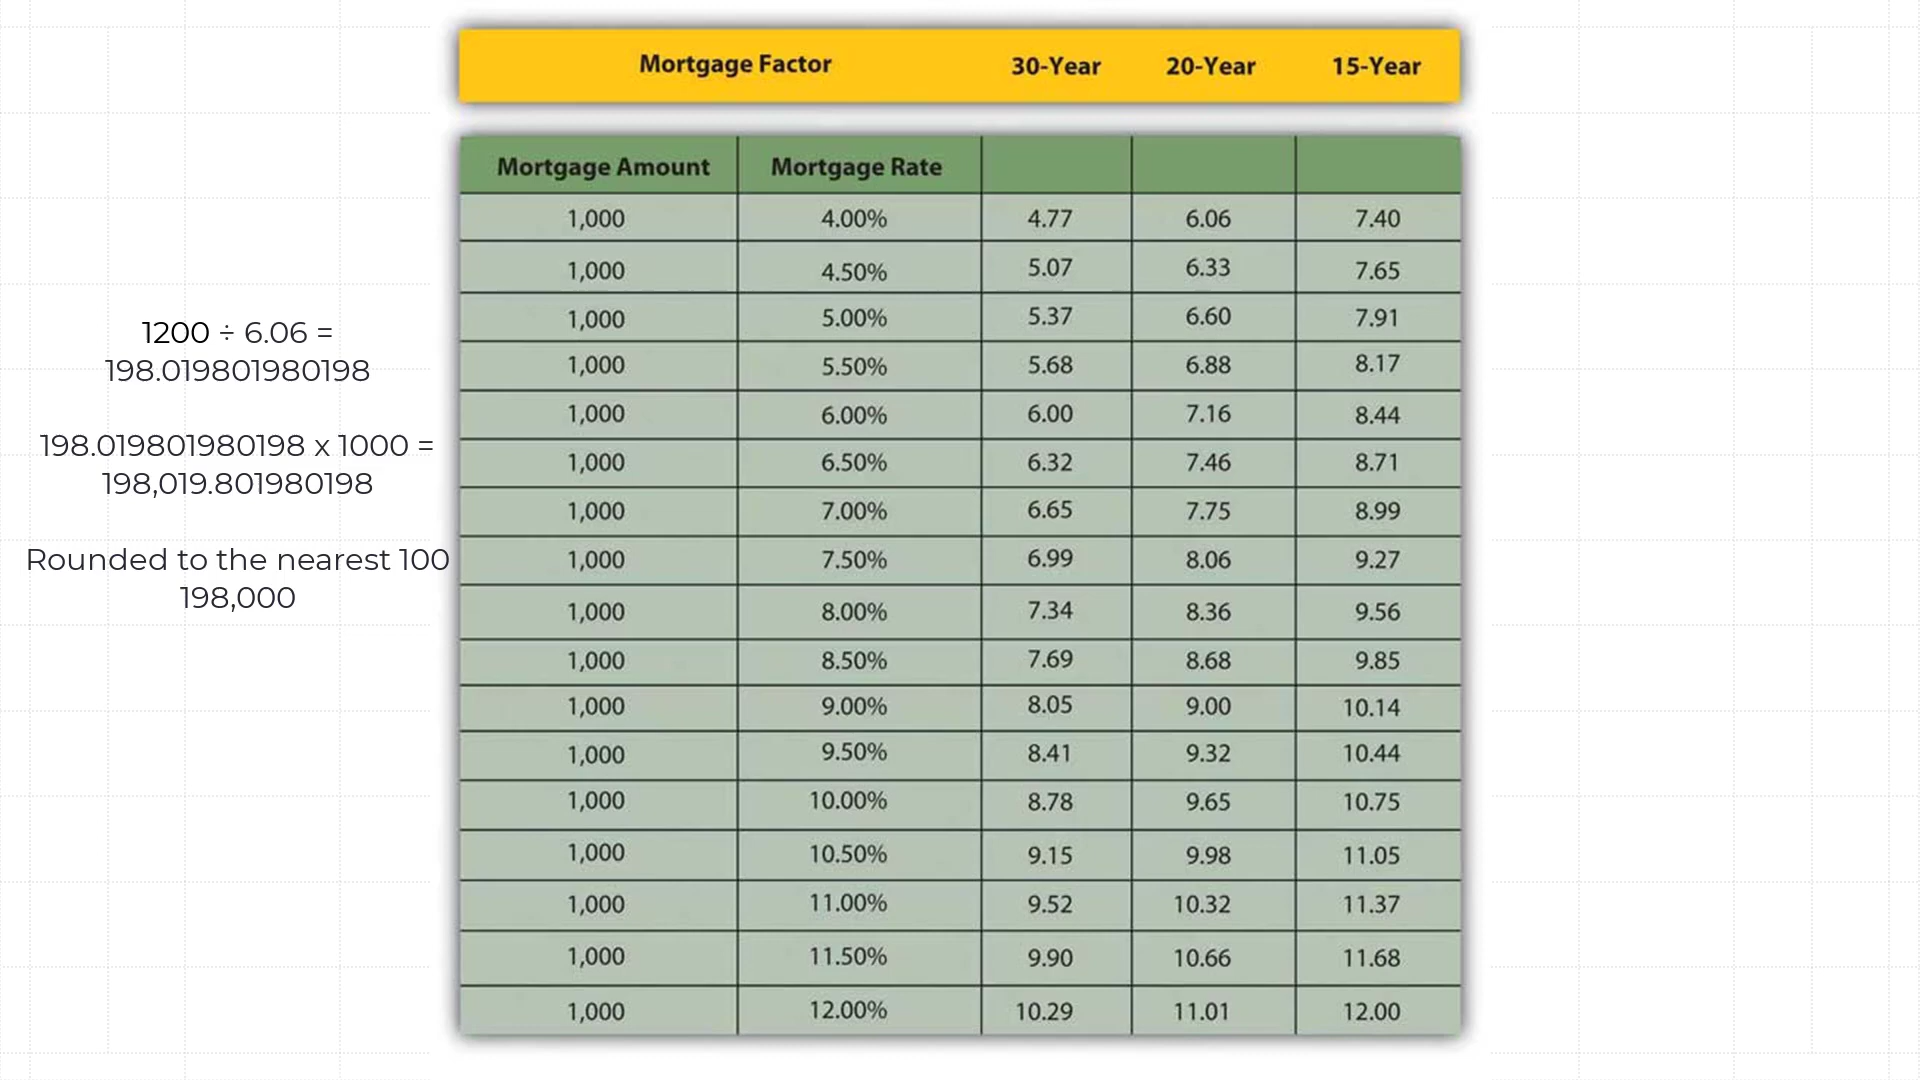 Mortgage Factor 30-Year 20-Year 15-Year
Mortgage Amount Mortgage Rate
1,000 4.00% 4.77 6.06 7.40
1,000 4.50% 5.07 6.33 7.65
1,000 5.00% 5.37 6.60 7.91
1,000 5.50% 5.68 6.88 8.17
1,000 6.00% 6.00 7.16 8.44
1,000 6.50% 6.32 7.46 8.71
1,000 7.00% 6.65 7.75 8.99
1,000 7.50% 6.99 8.06 9.27
1,000 8.00% 7.34 8.36 9.56
1,000 8.50% 7.69 8.68 9.85
1,000 9.00% 8.05 9.00 10.14
1,000 9.50% 8.41 9.32 10.44
1,000 10.00% 8.78 9.65 10.75
1,000 10.50% 9.15 9.98 11.05
1,000 11.00% 9.52 10.32 11.37
1,000 11.50% 9.90 10.66 11.68
1,000 12.00% 10.29 11.01 12.00
1200 ÷ 6.06 =
198.019801980198
198.019801980198 x 1000 =
198,019.801980198
Rounded to the nearest 100
198,000